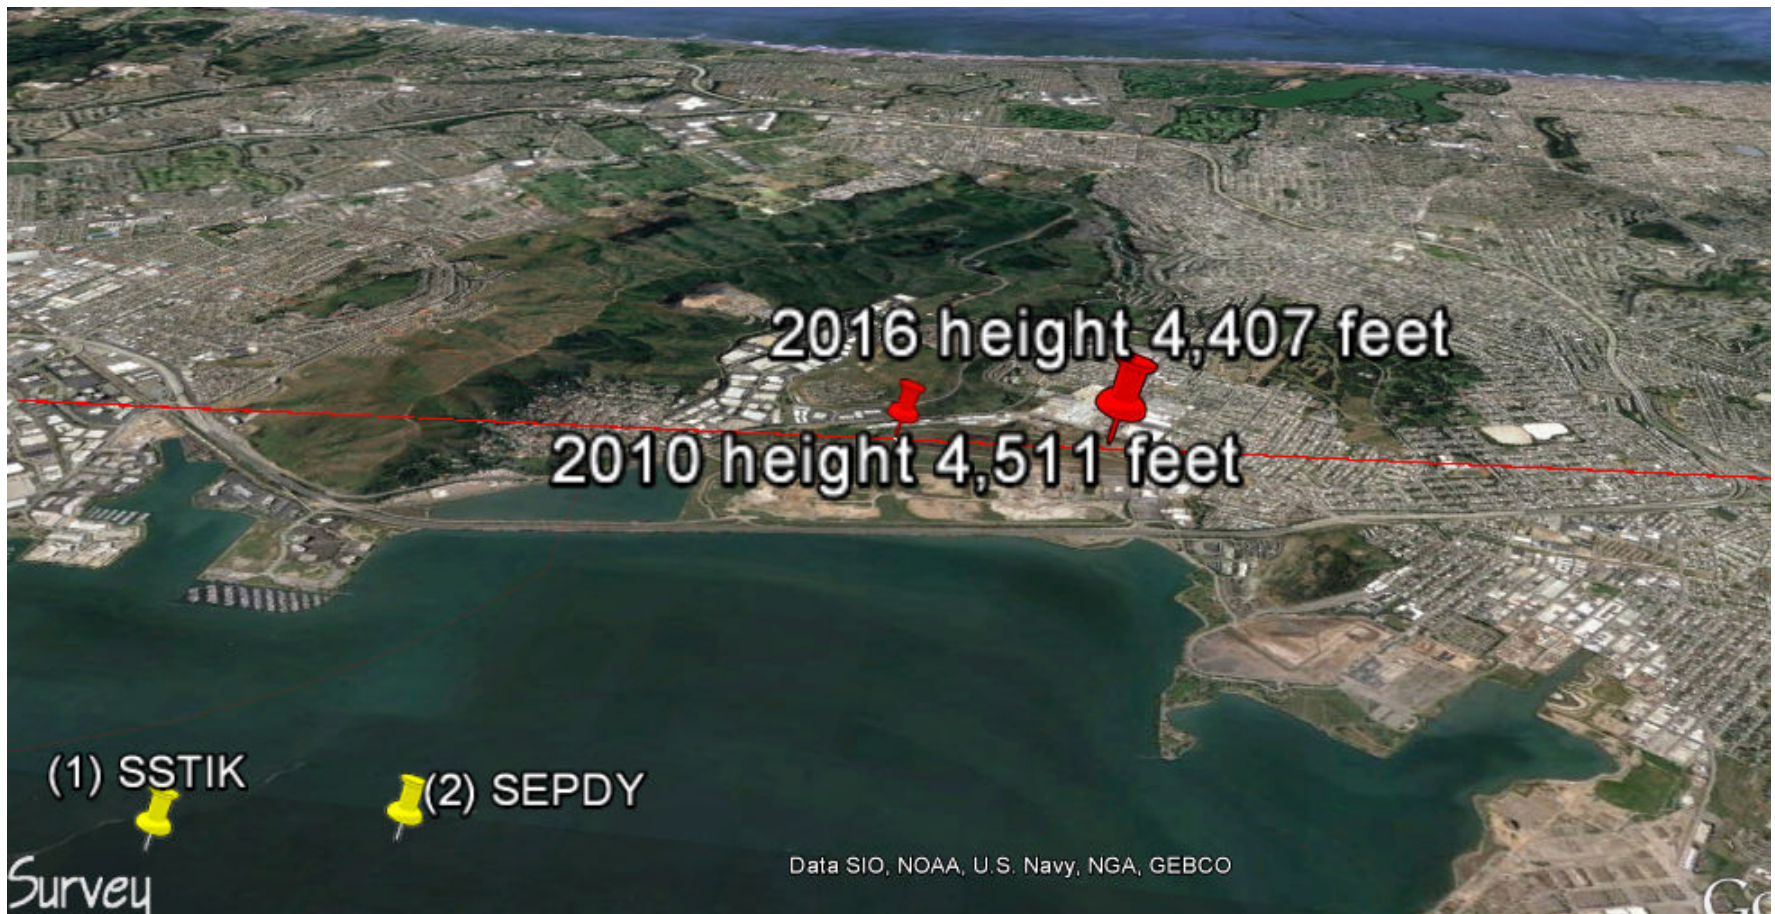 2016 height 4,407 feet
2010 height 4,511 feet
(1) SSTIK
(2) SEPDY
Data SIO, NOAA, U.S. Navy, NGA, GEBCO
Survey
Go